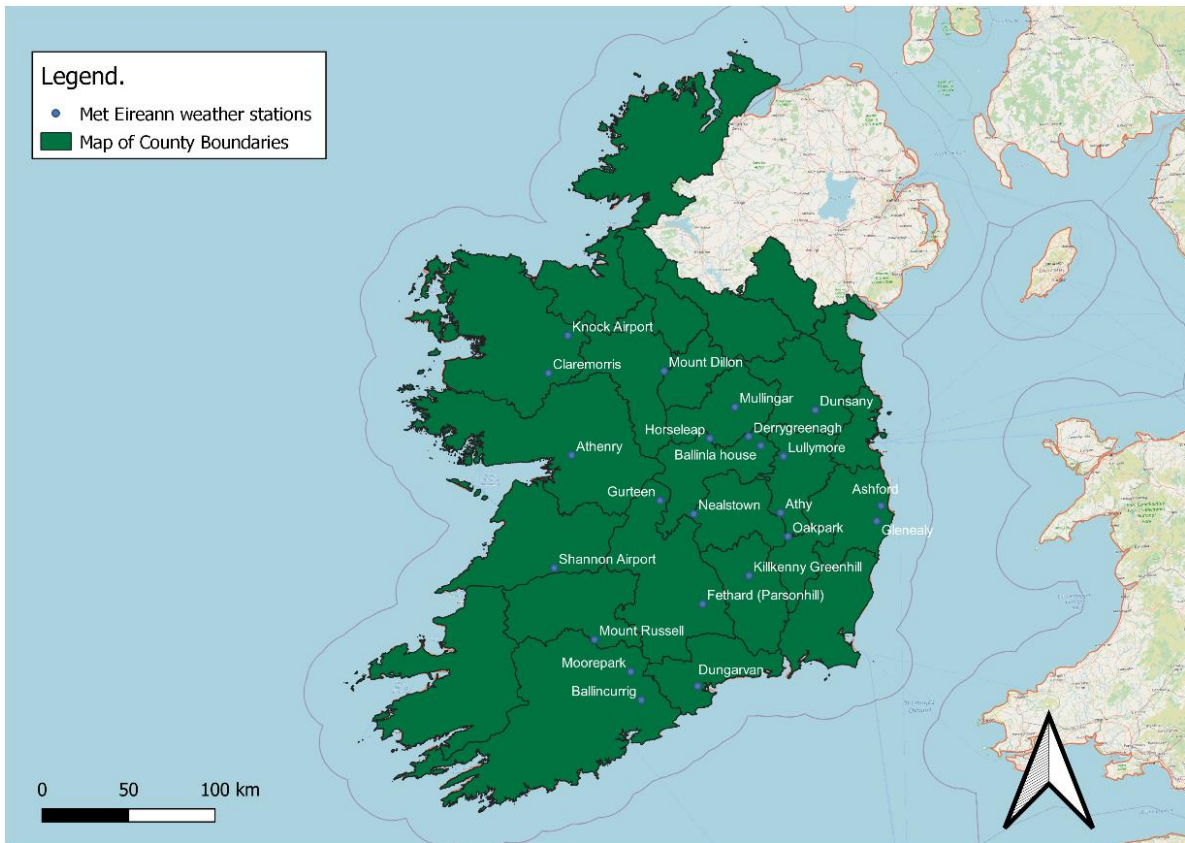 Legend.
Met Eireann weather stations
Map of County Boundaries
Knock Airport
Claremorris
Mount Dillon
Mullingar
Dunsany
Horseleap
Derrygreenagh
Ballinla house
Lullymore
Athenry
Gurteen
Nealstown
Athy
Ashford
Oakpark
Glenealy
Shannon Airport
Kilkenny Greenhill
Fethard (Parsonhill)
Mount Russell
Moorepark
Dungarvan
Ballincurrig
0 50 100 km